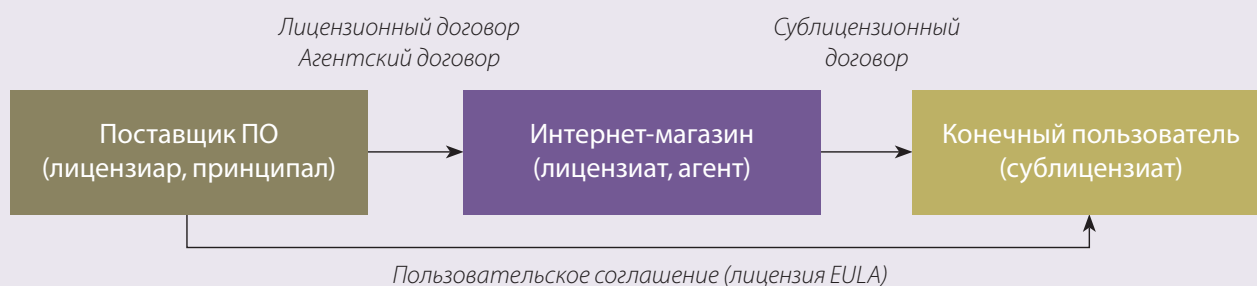 Лицензионный договор
Агентский договор
Сублицензионный
договор
Поставщик ПО
(лицензиар, принципал)
Интернет-магазин
(лицензиат, агент)
Конечный пользователь
(сублицензиат)
Пользовательское соглашение (лицензия EULA)